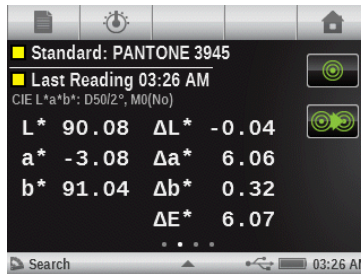 Standard: PANTONE 3945
Last Reading 03:26 AM
CIE L*a*b*: D50/2°, M0(No)
L* 90.08 ΔL* -0.04
a* -3.08 Δa* 6.06
b* 91.04 Δb* 0.32
ΔE* 6.07
Search 03:26 AM